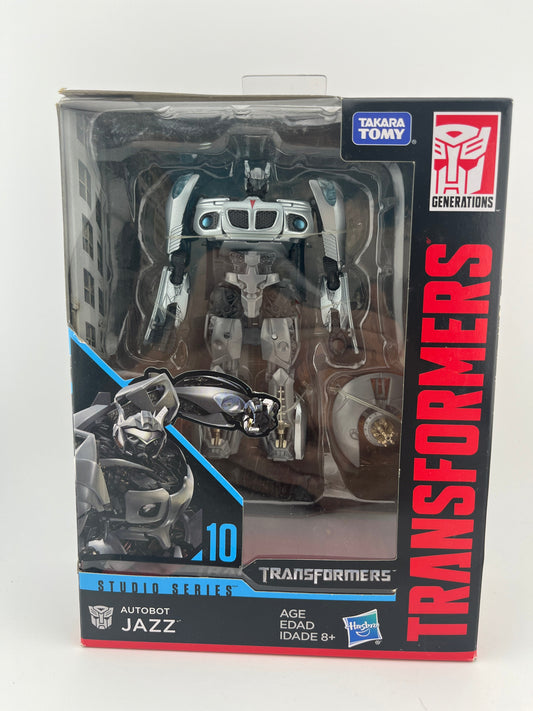 TAKARA
TOMY
GENERATIONS
TRANSFORMERS
10
TRANSFORMERS
STUDIO SERIES
AUTOBOT
JAZZ
AGE
EDAD
IDADE 8+
Hasbro